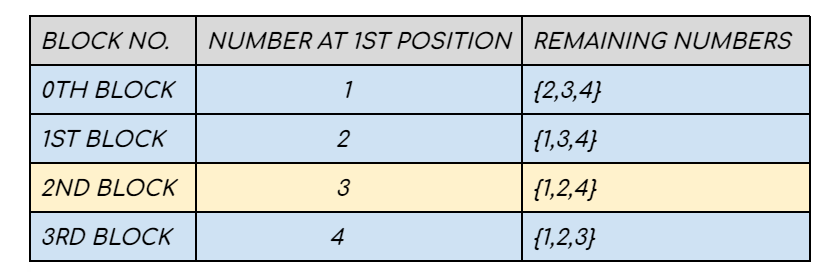 BLOCK NO. NUMBER AT 1ST POSITION REMAINING NUMBERS
0TH BLOCK 1 {2,3,4}
1ST BLOCK 2 {1,3,4}
2ND BLOCK 3 {1,2,4}
3RD BLOCK 4 {1,2,3}